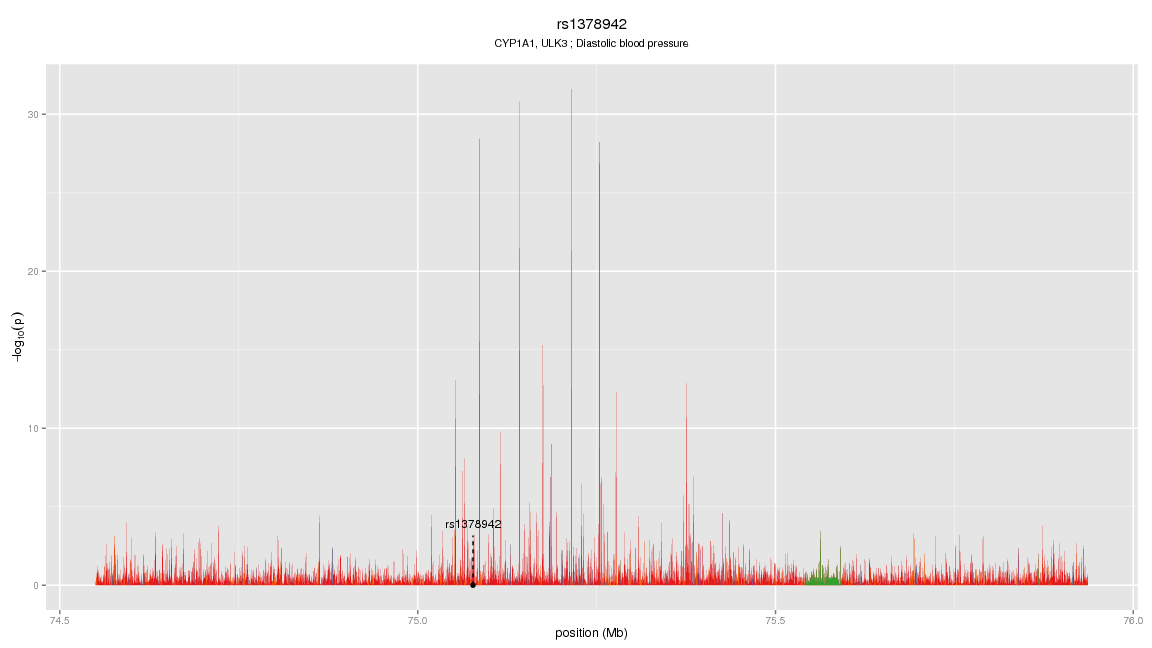 rs1378942
CYP1A1, ULK3 ; Diastolic blood pressure
30
20
10
0
−log10(p)
rs1378942
74.5
75.0
75.5
76.0
position (Mb)